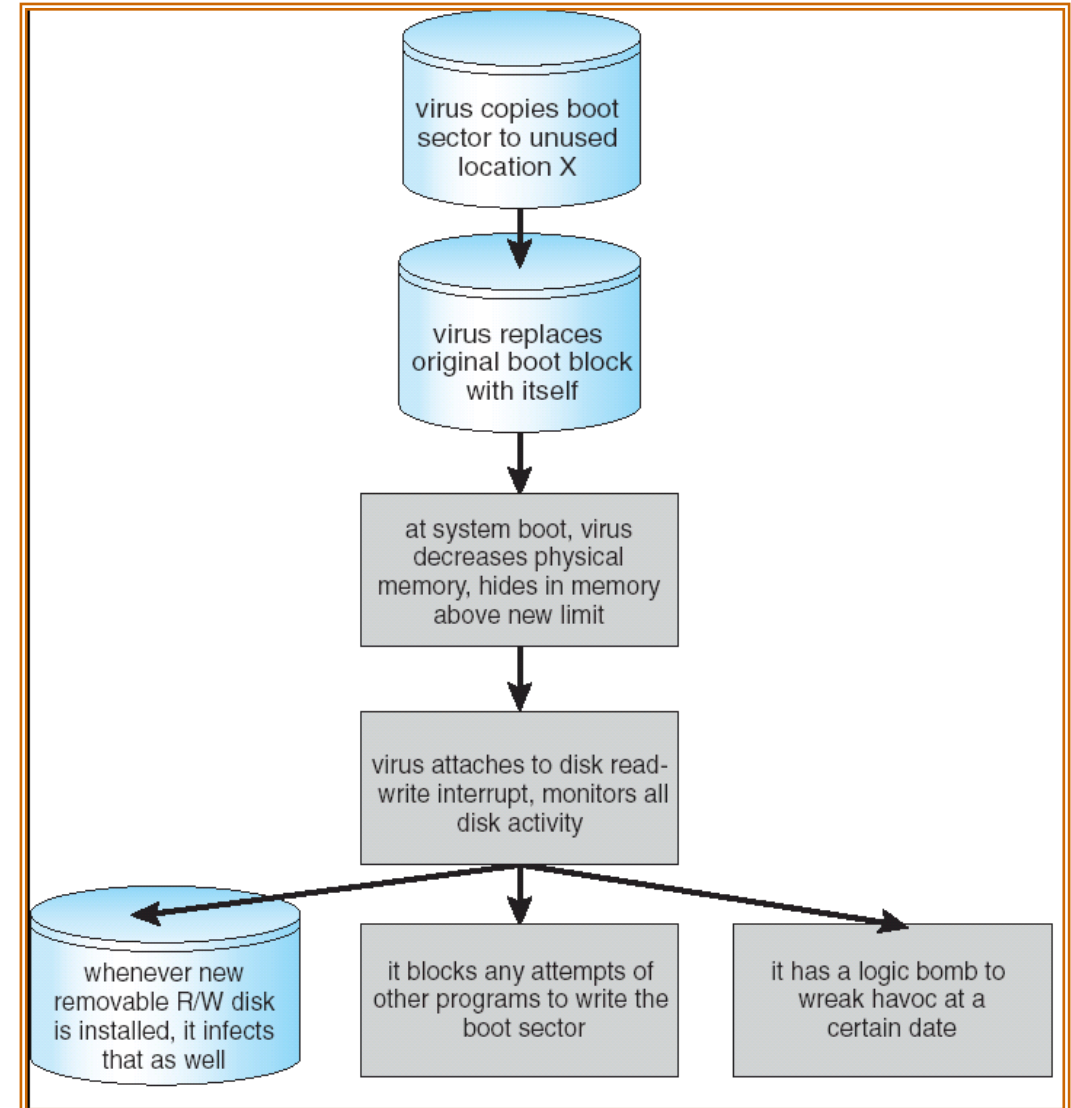 virus copies boot
sector to unused
location X
virus replaces
original boot block
with itself
at system boot, virus
decreases physical
memory, hides in memory
above new limit
virus attaches to disk read-
write interrupt, monitors all
disk activity
whenever new
removable R/W disk
is installed, it infects
that as well
it blocks any attempts of
other programs to write the
boot sector
it has a logic bomb to
wreak havoc at a
certain date